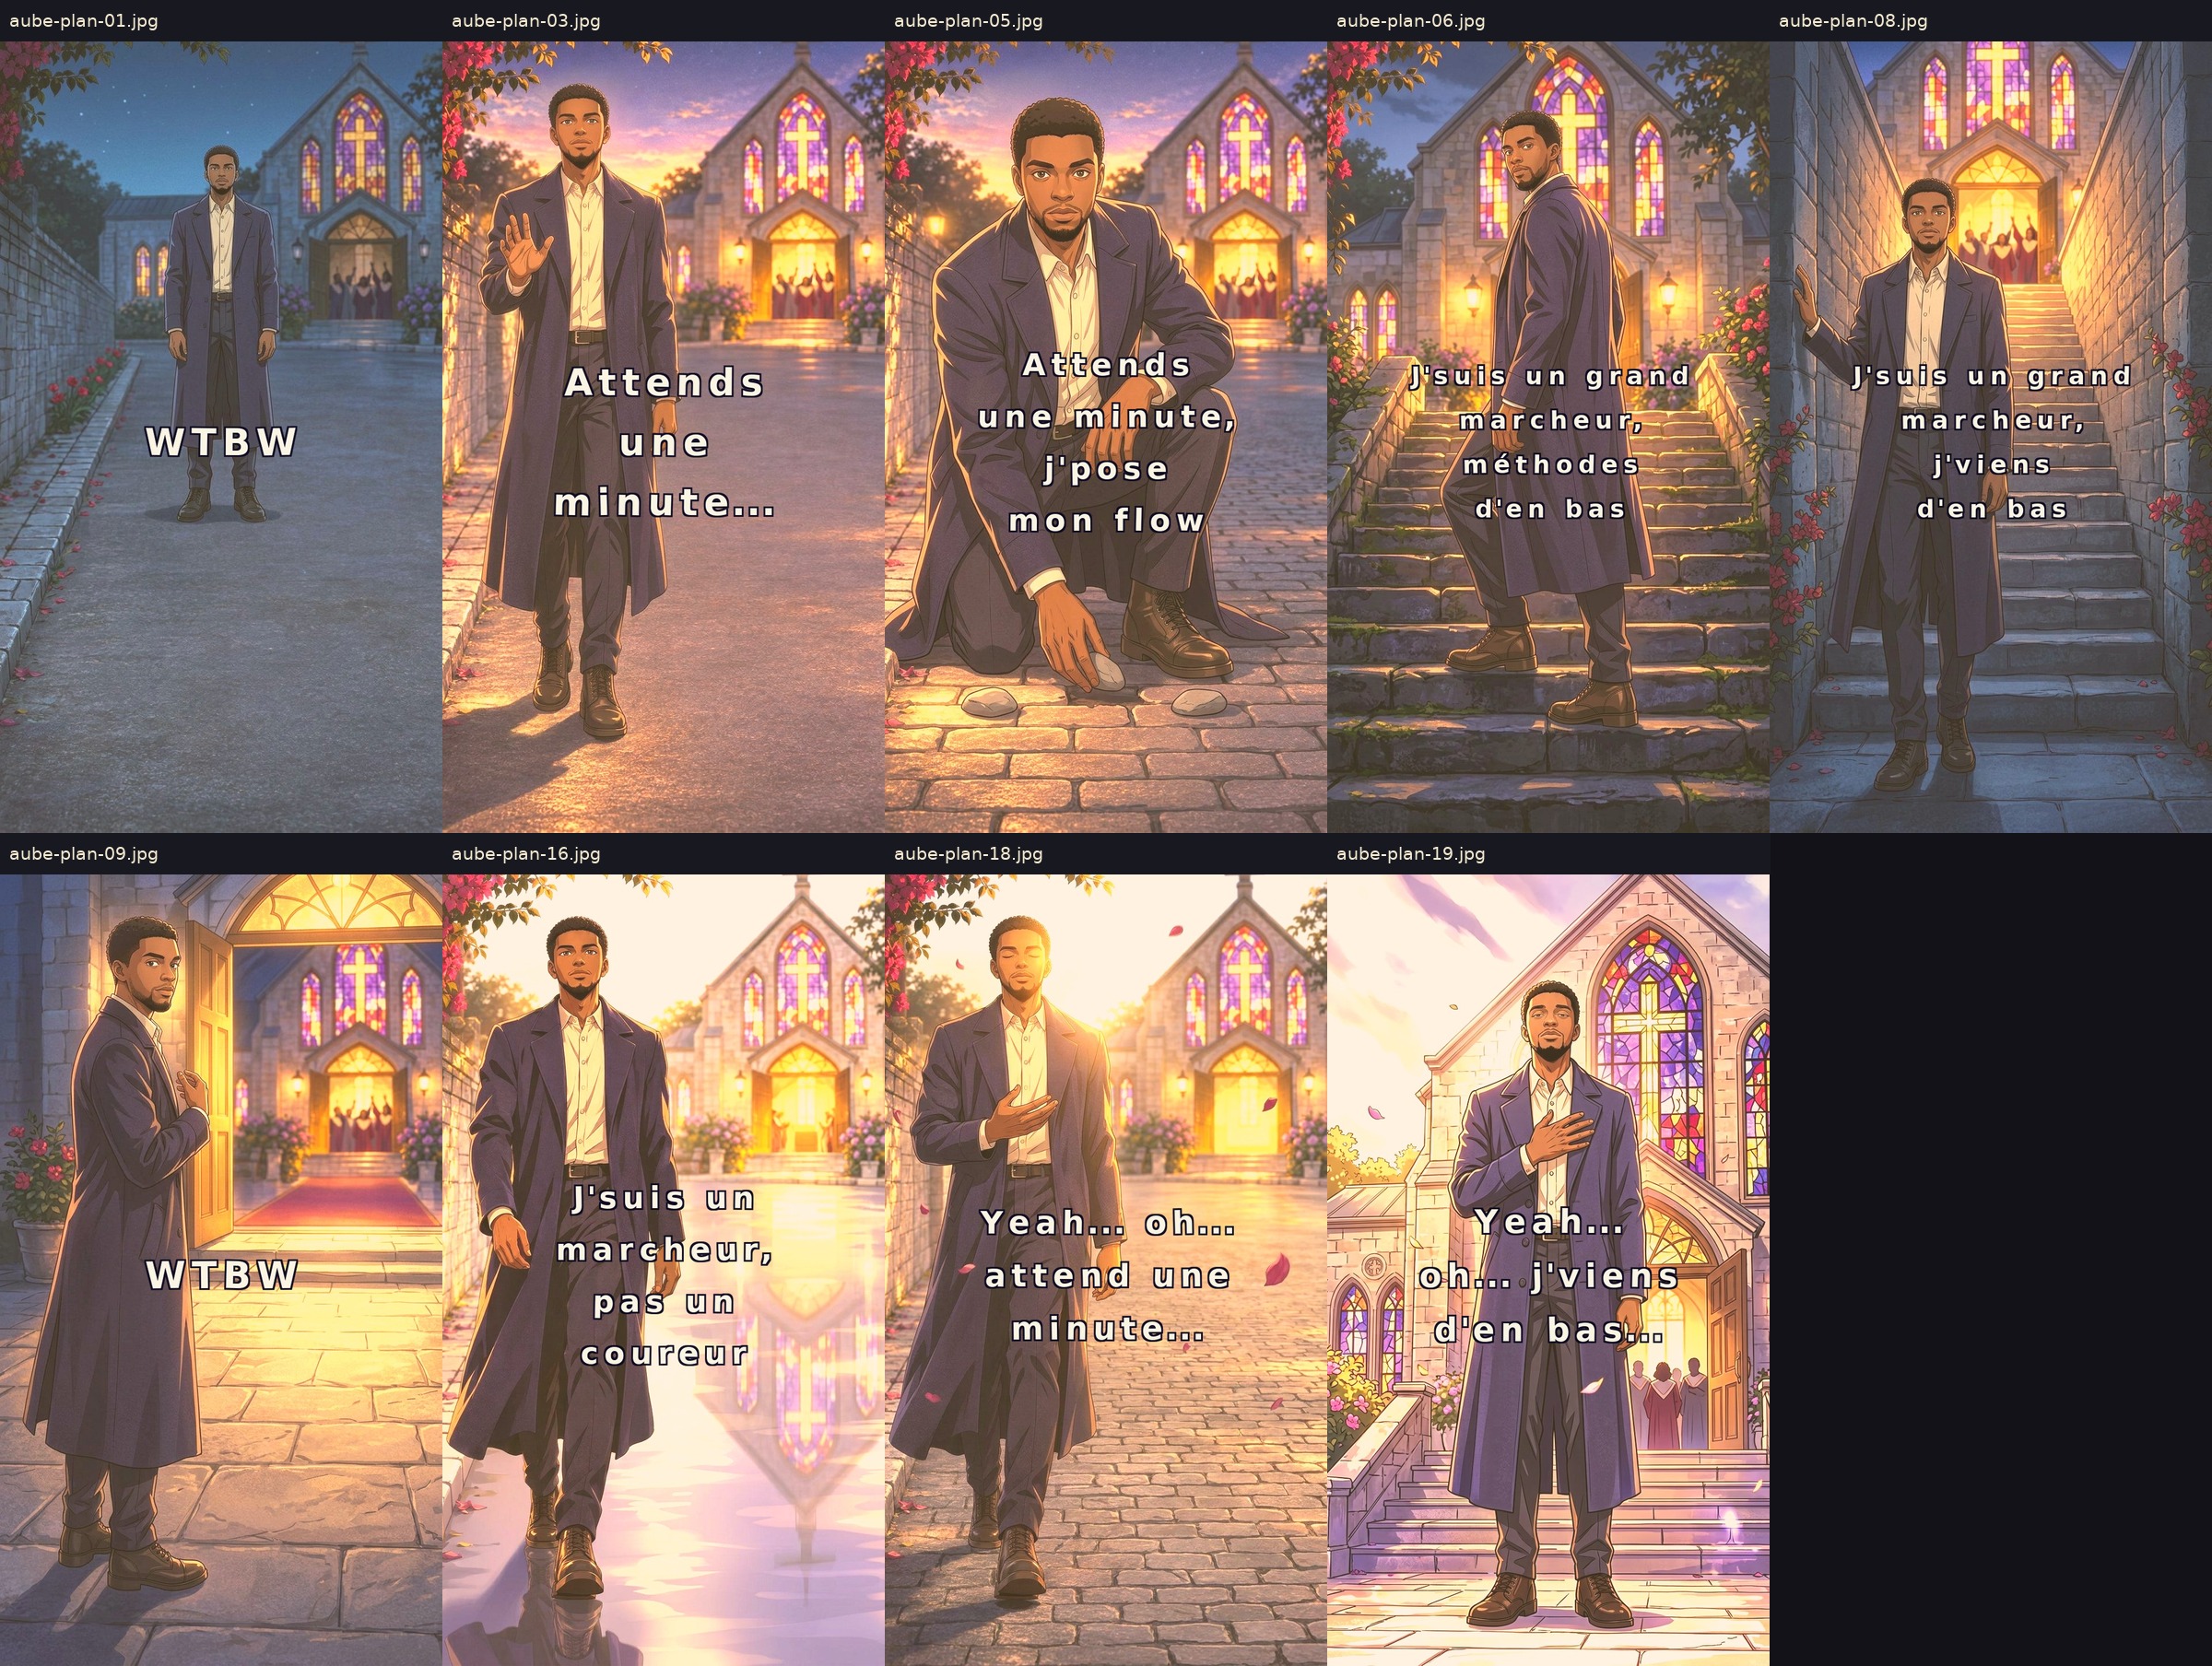 aube-plan-01.jpg
WTBW
aube-plan-03.jpg
Attends
une
minute...
aube-plan-05.jpg
Attends
une minute,
j'pose
mon flow
aube-plan-06.jpg
J'suis un grand
marcheur,
méthodes
d'en bas
aube-plan-08.jpg
J'suis un grand
marcheur,
j'viens
d'en bas
aube-plan-09.jpg
WTBW
aube-plan-16.jpg
J'suis un
marcheur,
pas un
coureur
aube-plan-18.jpg
Yeah... oh...
attend une
minute...
aube-plan-19.jpg
Yeah...
oh... j'viens
d'en bas...